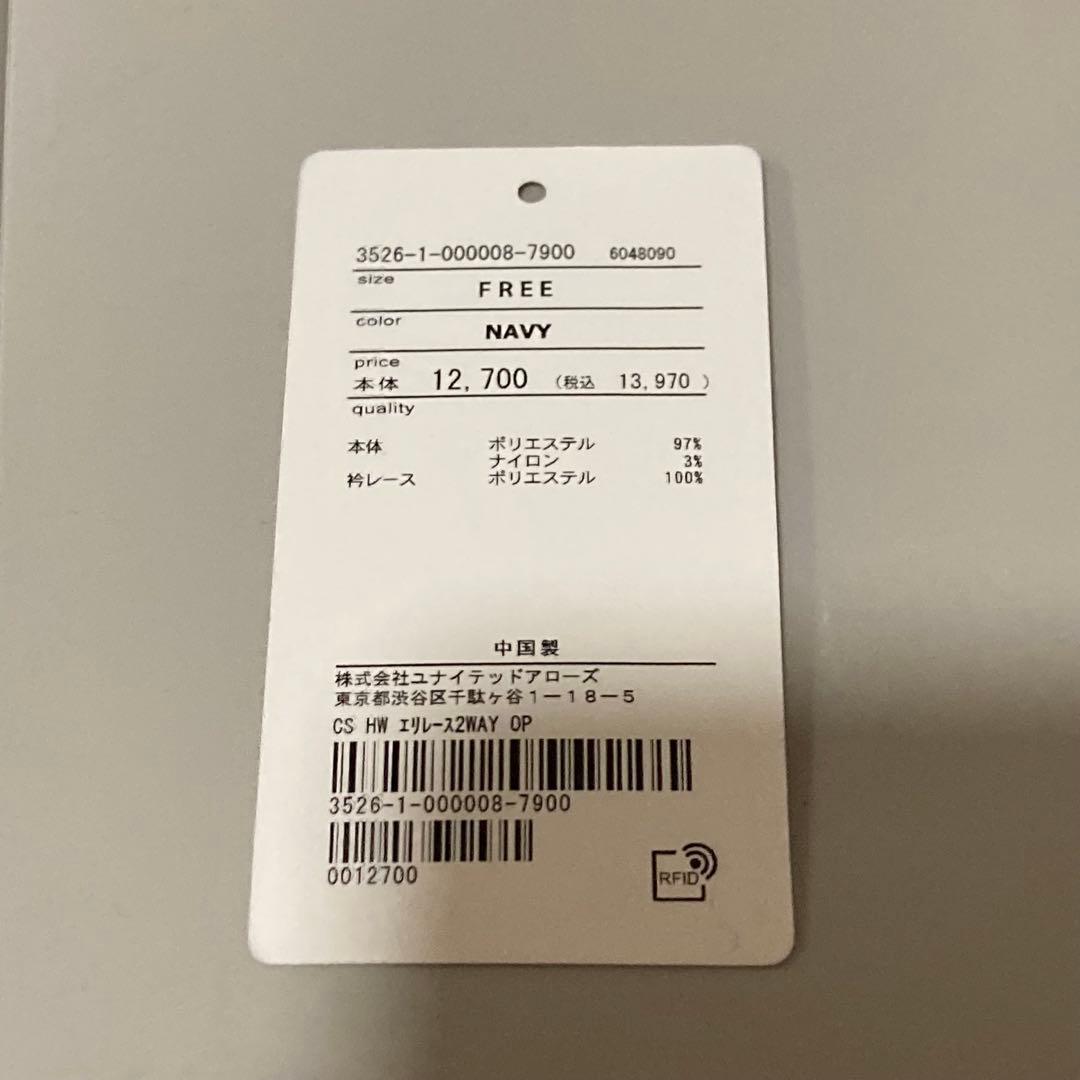 3526-1-000008-7900 6048090
size FREE
color NAVY
price
本体 12,700 (税込 13,970 )
quality
本体 ポリエステル 97%
ナイロン 3%
衿レース ポリエステル 100%
中国製
株式会社ユナイテッドアローズ
東京都渋谷区千駄ヶ谷1－18－5
CS HW ｴﾘﾚｰｽ2WAY OP
3526-1-000008-7900
0012700
RFID